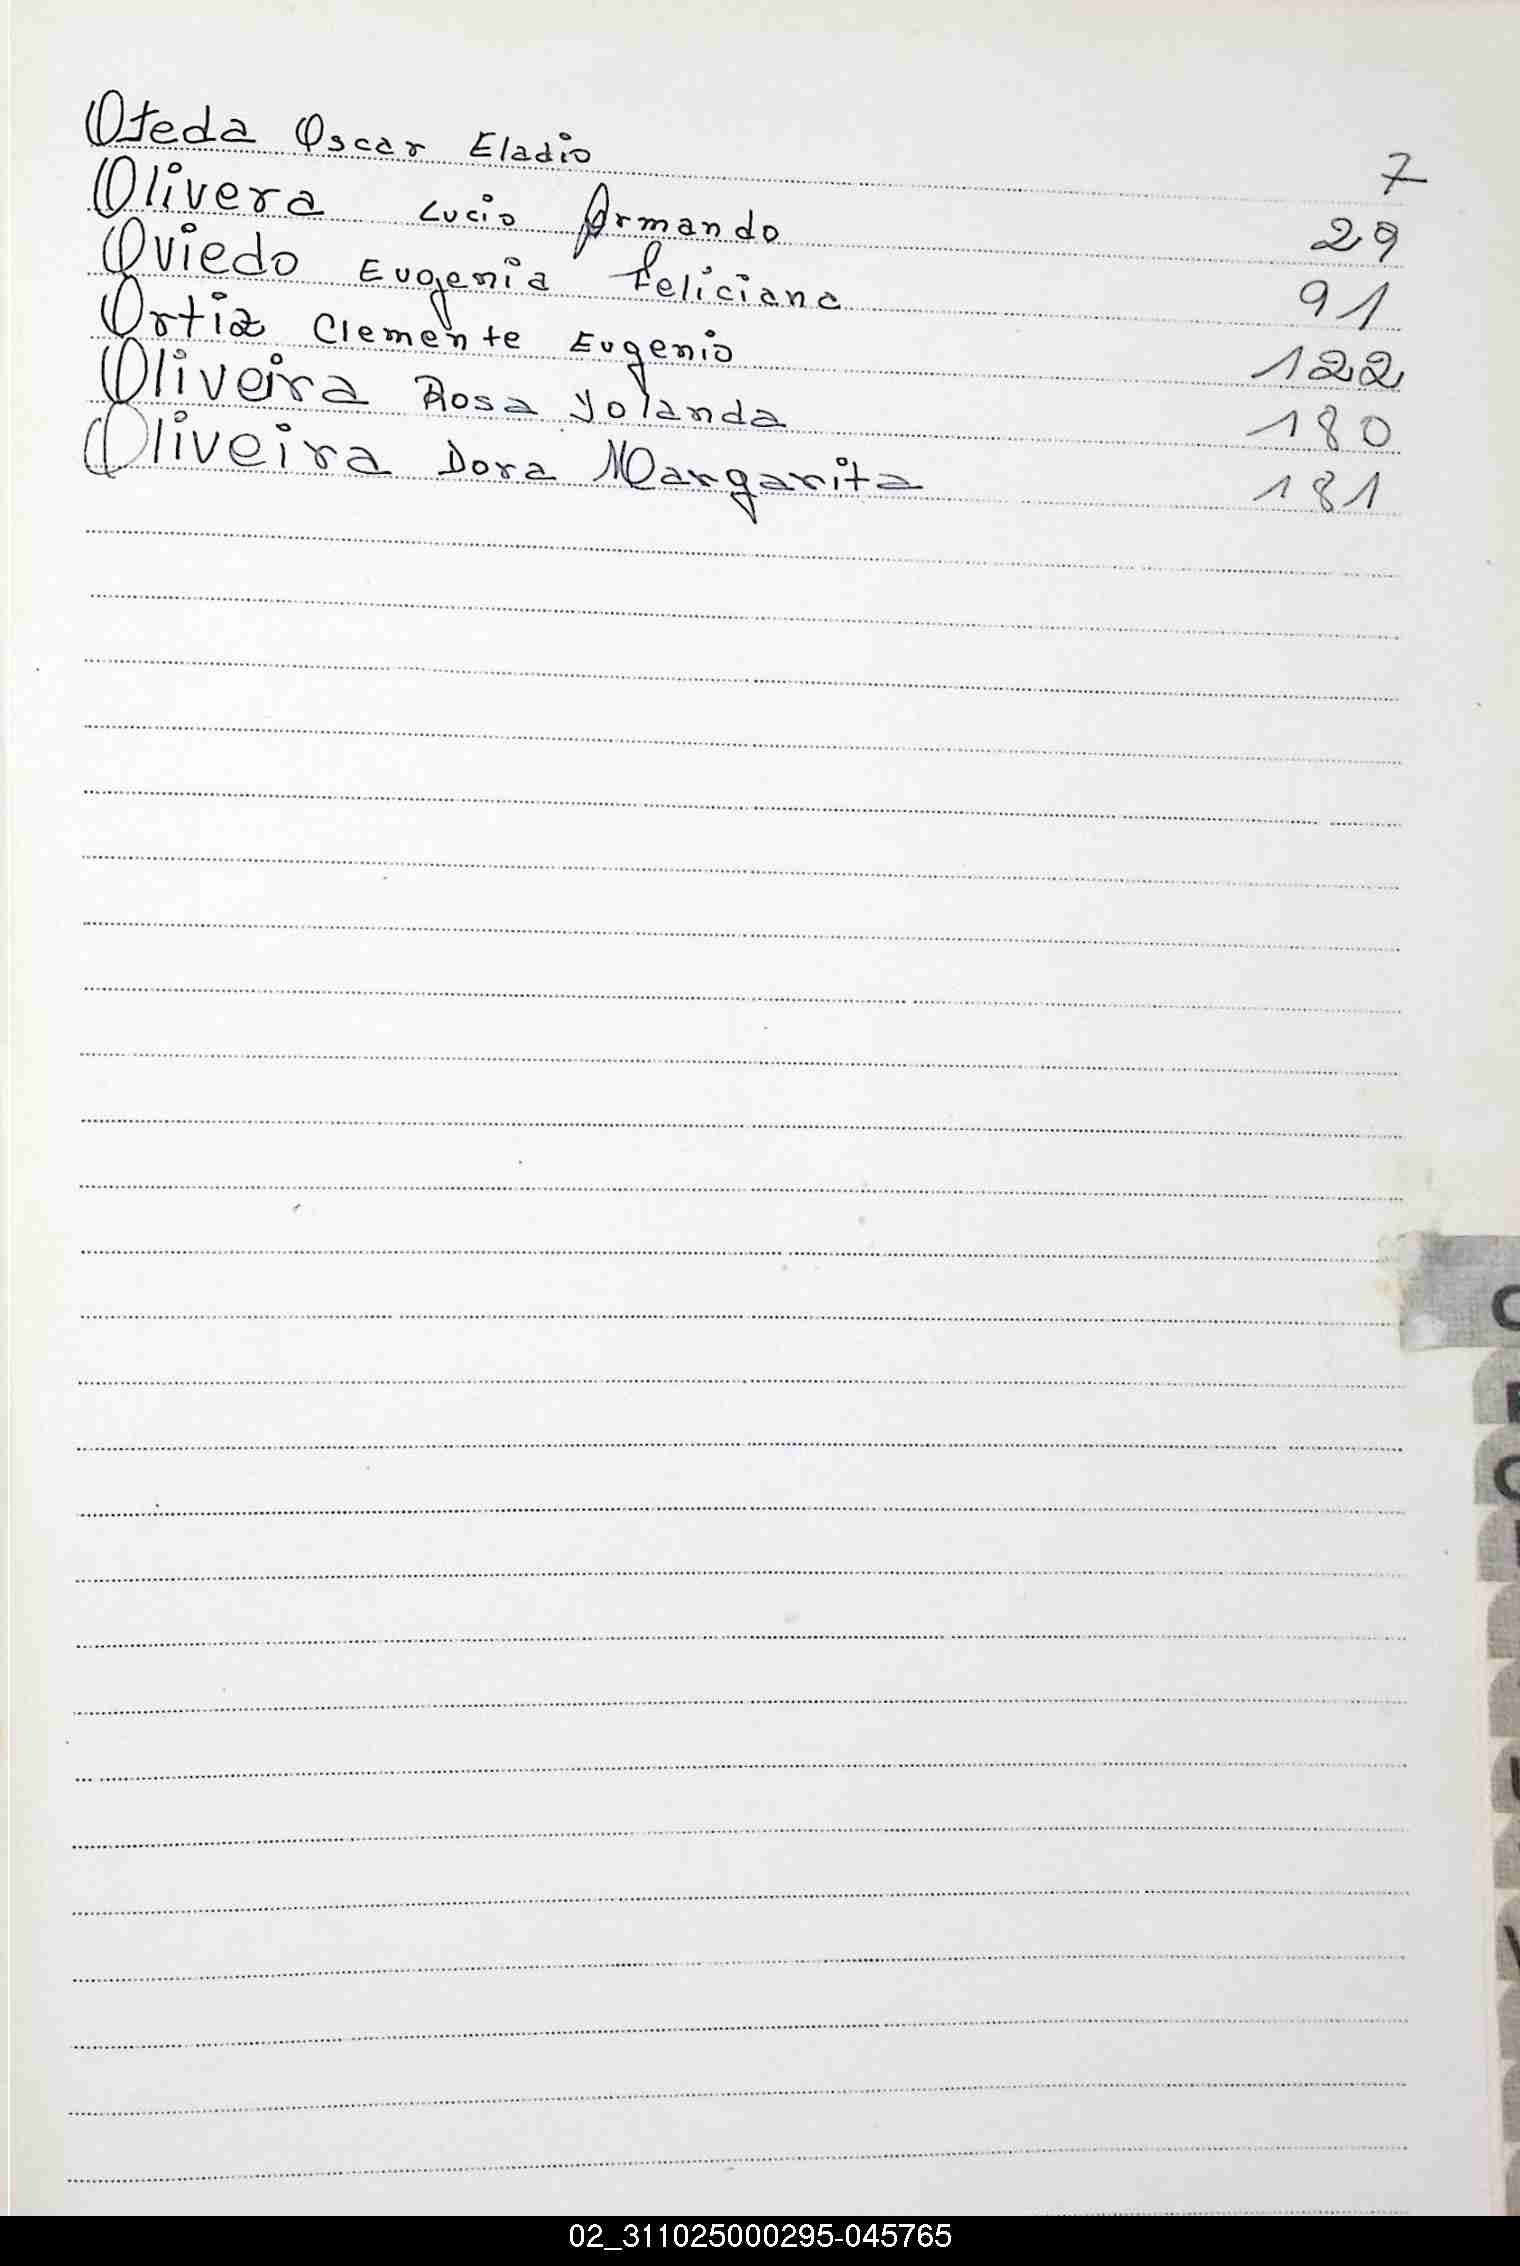 Ojeda Oscar Eladio 7
Olivera Lucio Armando 29
Oviedo Eugenia Feliciana 91
Ortiz Clemente Eugenio 122
Oliveira Rosa Yolanda 180
Oliveira Dora Margarita 181
O
Q
U
V
02_311025000295-045765